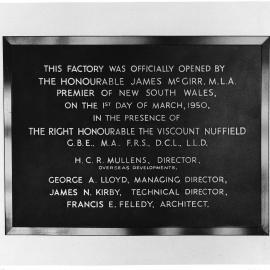 THIS FACTORY WAS OFFICIALLY OPENED BY
THE HONOURABLE JAMES McGIRR, M.L.A.
PREMIER OF NEW SOUTH WALES,
ON THE 1ST DAY OF MARCH, 1950,
IN THE PRESENCE OF
THE RIGHT HONOURABLE THE VISCOUNT NUFFIELD
G.B.E., M.A. F.R.S., D.C.L., L.L.D.
H.C.R. MULLENS, DIRECTOR,
OVERSEAS DEVELOPMENTS,
GEORGE A. LLOYD, MANAGING DIRECTOR,
JAMES N. KIRBY, TECHNICAL DIRECTOR,
FRANCIS E. FELEDY, ARCHITECT.